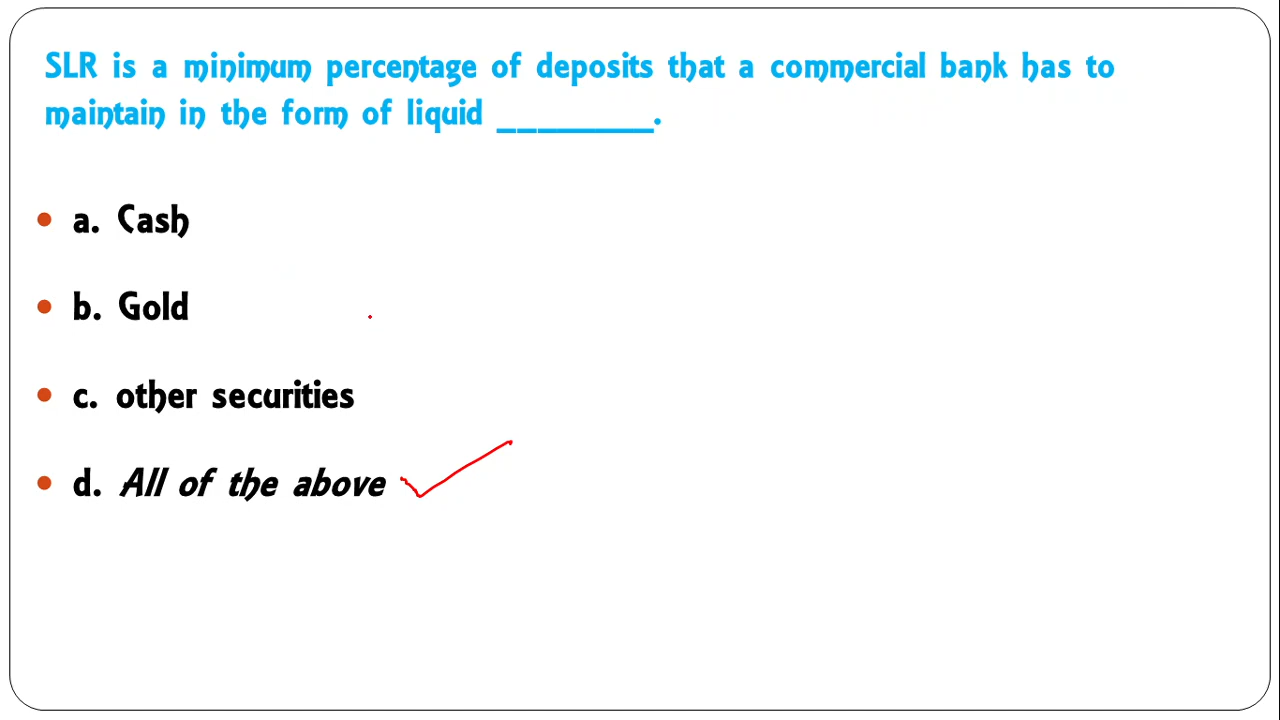 SLR is a minimum percentage of deposits that a commercial bank has to
maintain in the form of liquid ________.
• a. Cash
• b. Gold
• c. other securities
• d. All of the above